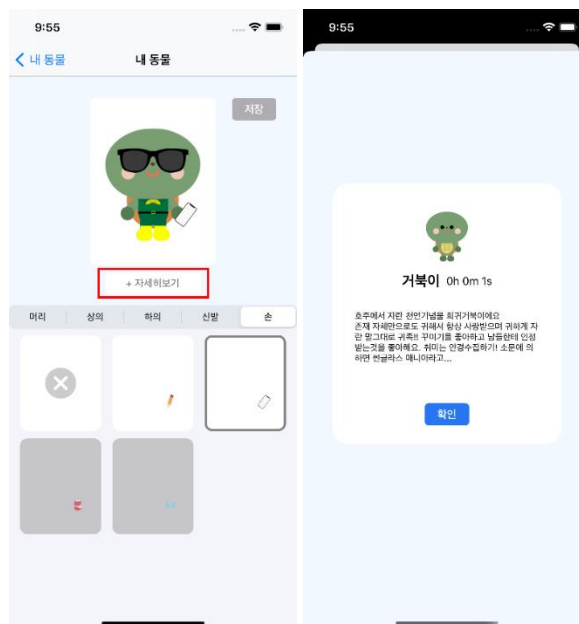 9:55
내 동물
내 동물
저장
+ 자세히보기
머리
상의
하의
신발
손
9:55
거북이 0h 0m 1s
호주에서 자란 천연기념물 희귀거북이에요
존재 자체만으로도 귀해서 항상 사랑받으며 귀하게 자
란 말그대로 귀족!! 꾸미기를 좋아하고 남들한테 인정
받는것을 좋아해요. 취미는 안경수집하기! 소문에 의
하면 썬글라스 매니아라고...
확인